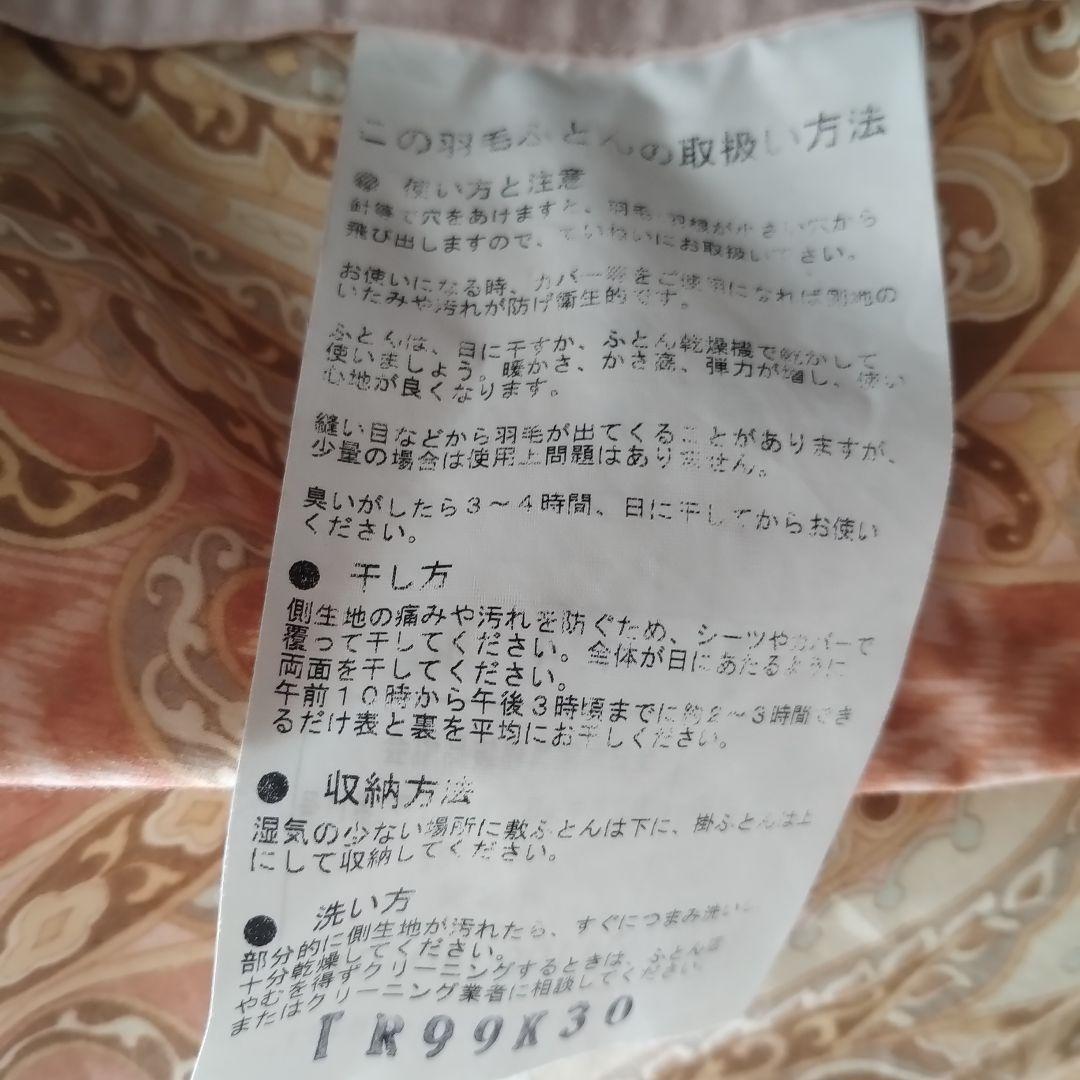 この羽毛ふとんの取扱い方法
● 使い方と注意
針等で穴をあけますと、羽毛・羽根が小さい穴から
飛び出しますので、ていねいにお取扱い下さい。
お使いになる時、カバー等をご使用になれば側地の
いたみや汚れが防げ衛生的です。
ふとんは、日に干すか、ふとん乾燥機で乾かして
使いましょう。暖かさ、かさ高、弾力が増し、使い
心地が良くなります。
縫い目などから羽毛が出てくることがありますが、
少量の場合は使用上問題はありません。
臭いがしたら3〜4時間、日に干してからお使い
ください。
● 干し方
側生地の痛みや汚れを防ぐため、シーツやカバーで
覆って干してください。全体が日にあたるように
両面を干してください。
午前10時から午後3時頃までに約2〜3時間でき
るだけ表と裏を平均にお干しください。
● 収納方法
湿気の少ない場所に敷ふとんは下に、掛ふとんは上
にして収納してください。
● 洗い方
部分的に側生地が汚れたら、すぐにつまみ洗いし
十分乾燥してください。
やむを得ずクリーニングするときは、ふとん店
またはクリーニング業者に相談してください。
TR99K30